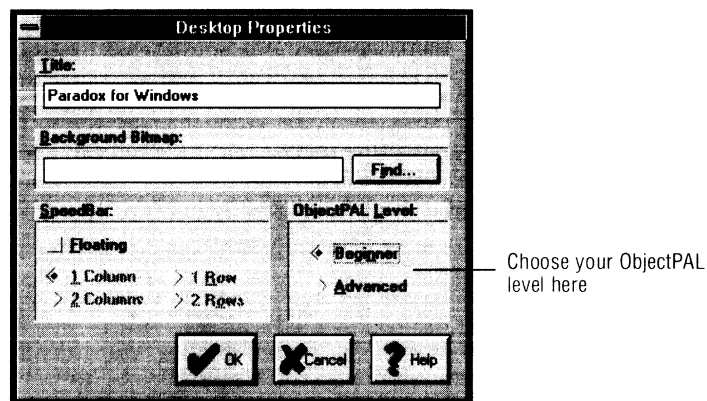 Desktop Properties
Title:
Paradox for Windows
Background Bitmap:
Find...
SpeedBar:
Floating
1 Column
1 Row
2 Columns
2 Rows
ObjectPAL Level:
Beginner
Advanced
Choose your ObjectPAL
level here
OK
Cancel
Help